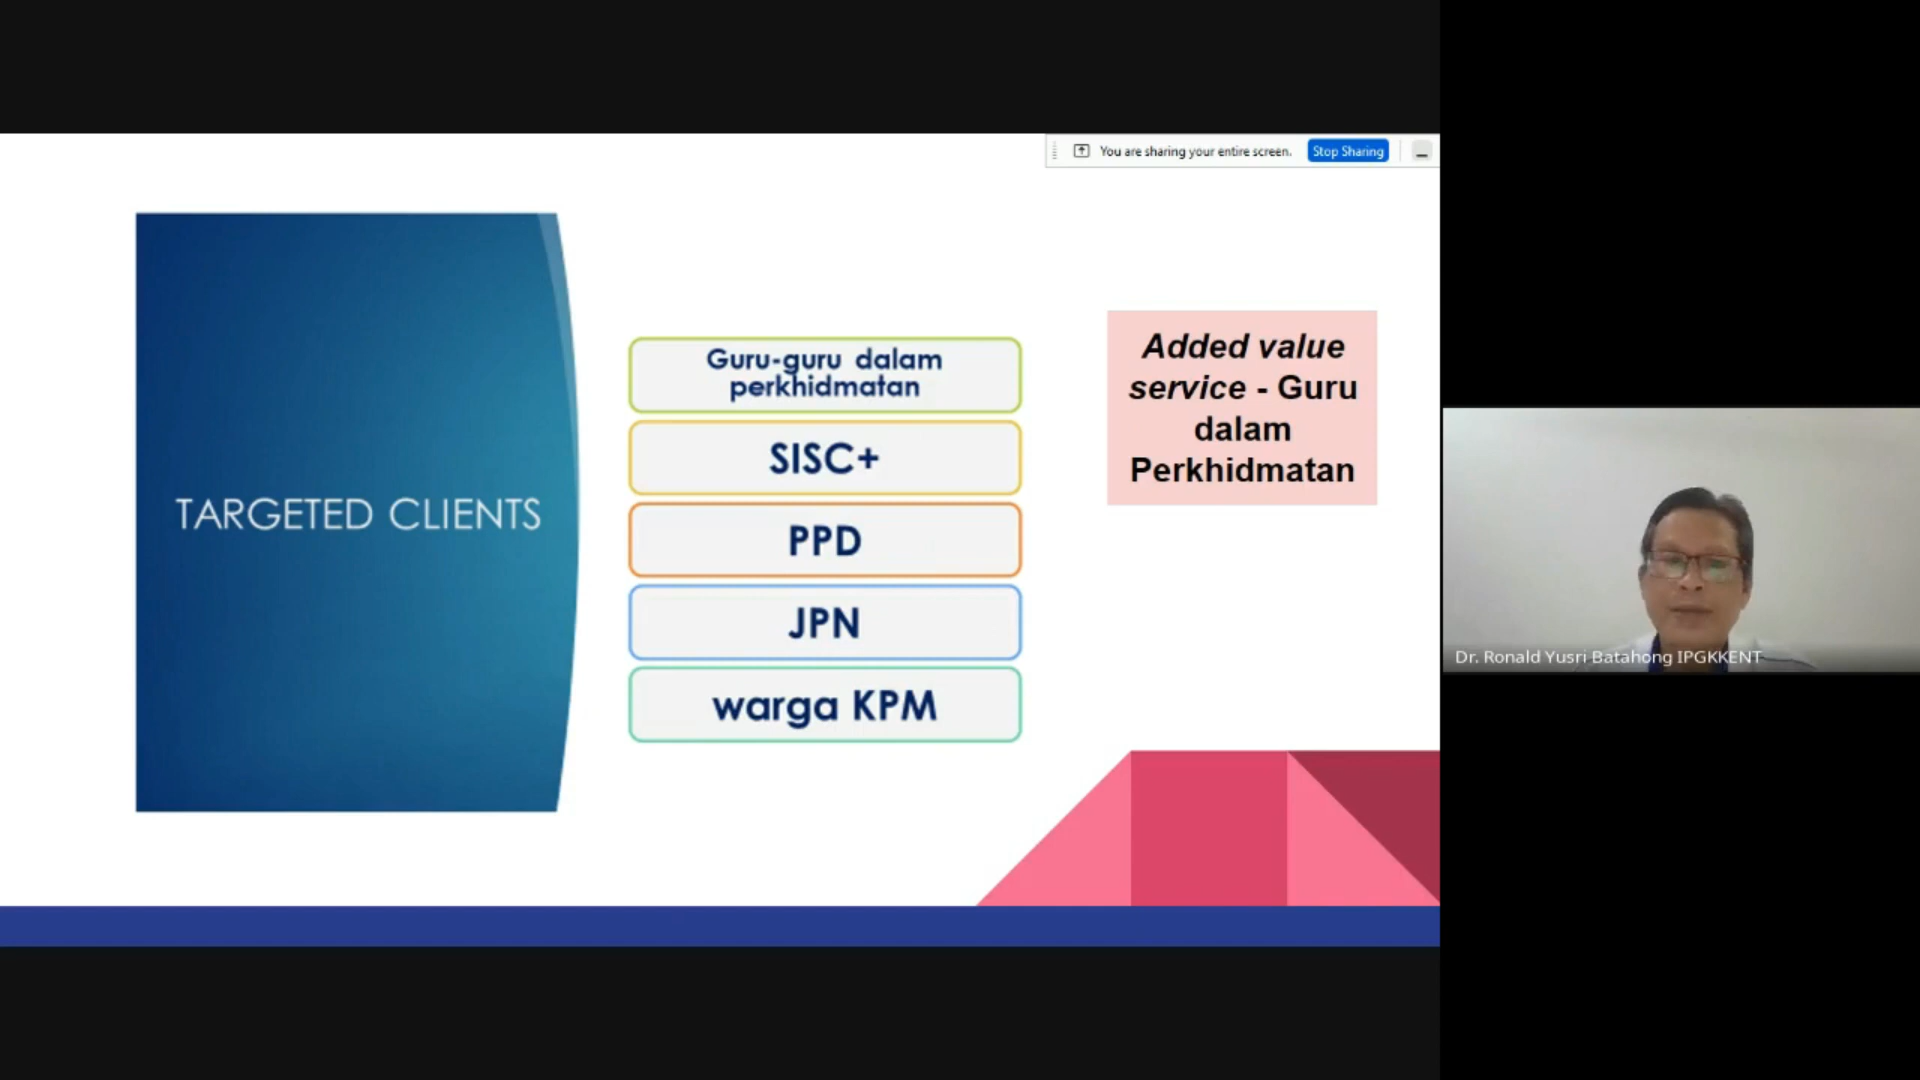 You are sharing your entire screen. Stop Sharing
TARGETED CLIENTS
Guru-guru dalam
perkhidmatan
SISC+
PPD
JPN
warga KPM
Added value
service - Guru
dalam
Perkhidmatan
Dr. Ronald Yusri Batahong IPGKKENT